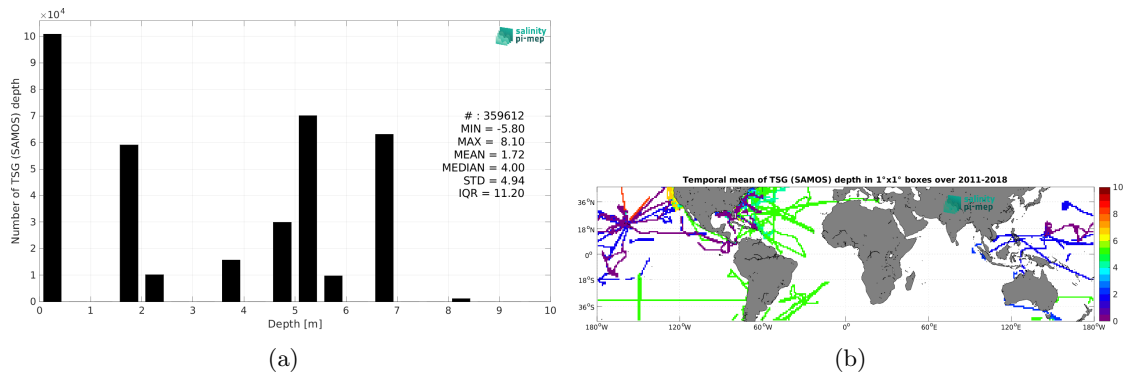 ×10⁴
10
9
8
7
6
5
4
3
2
1
0
Number of TSG (SAMOS) depth
salinity
pi-mep
# : 359612
MIN = -5.80
MAX = 8.10
MEAN = 1.72
MEDIAN = 4.00
STD = 4.94
IQR = 11.20
0 1 2 3 4 5 6 7 8 9 10
Depth [m]
(a)
Temporal mean of TSG (SAMOS) depth in 1°x1° boxes over 2011-2018
salinity
pi-mep
36°N
18°N
0°
18°S
36°S
180°W 120°W 60°W 0° 60°E 120°E 180°W
10
8
6
4
2
0
(b)